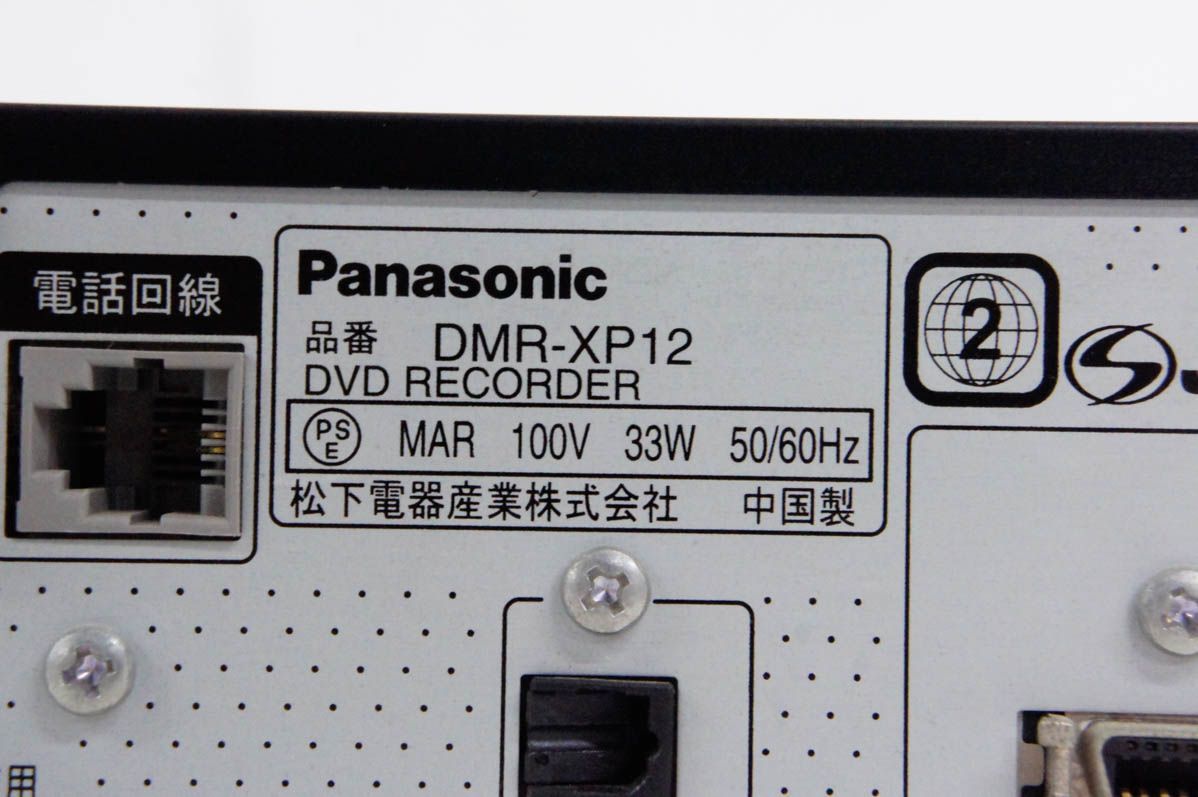 電話回線
Panasonic
品番 DMR-XP12
DVD RECORDER
PSE MAR 100V 33W 50/60Hz
松下電器産業株式会社 中国製
2
用